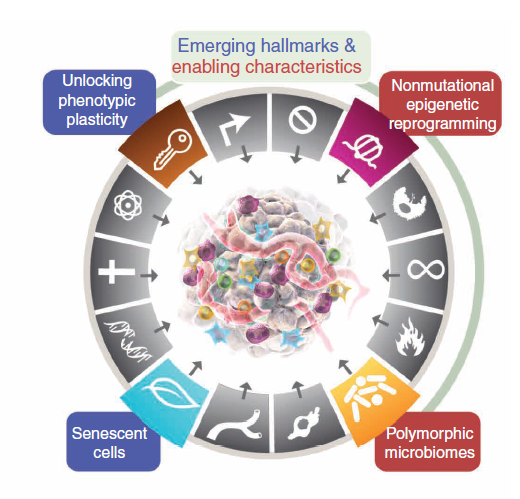 Emerging hallmarks &
enabling characteristics
Unlocking
phenotypic
plasticity
Nonmutational
epigenetic
reprogramming
Senescent
cells
Polymorphic
microbiomes